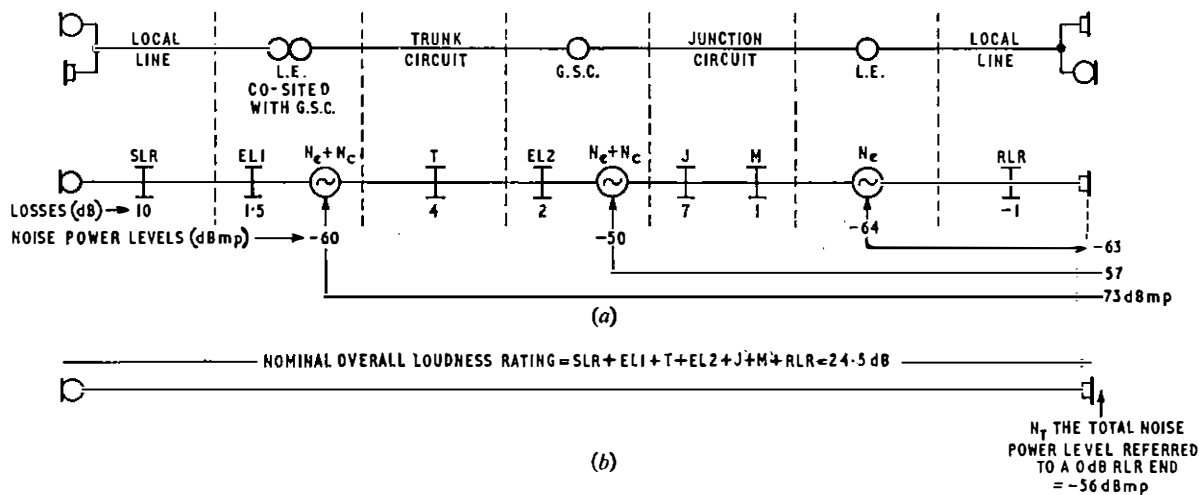 LOCAL LINE
L.E. CO-SITED WITH G.S.C.
TRUNK CIRCUIT
G.S.C.
JUNCTION CIRCUIT
L.E.
LOCAL LINE
SLR EL1 Ne+Nc T EL2 Ne+Nc J M Ne RLR
LOSSES (dB) → 10 1·5 4 2 7 1 -1
NOISE POWER LEVELS (dBmp) → -60 -50 -64 -63
57
73 dBmp
(a)
NOMINAL OVERALL LOUDNESS RATING = SLR + EL1 + T + EL2 + J + M + RLR = 24·5 dB
(b)
NT THE TOTAL NOISE
POWER LEVEL REFERRED
TO A 0dB RLR END
= -56 dBmp